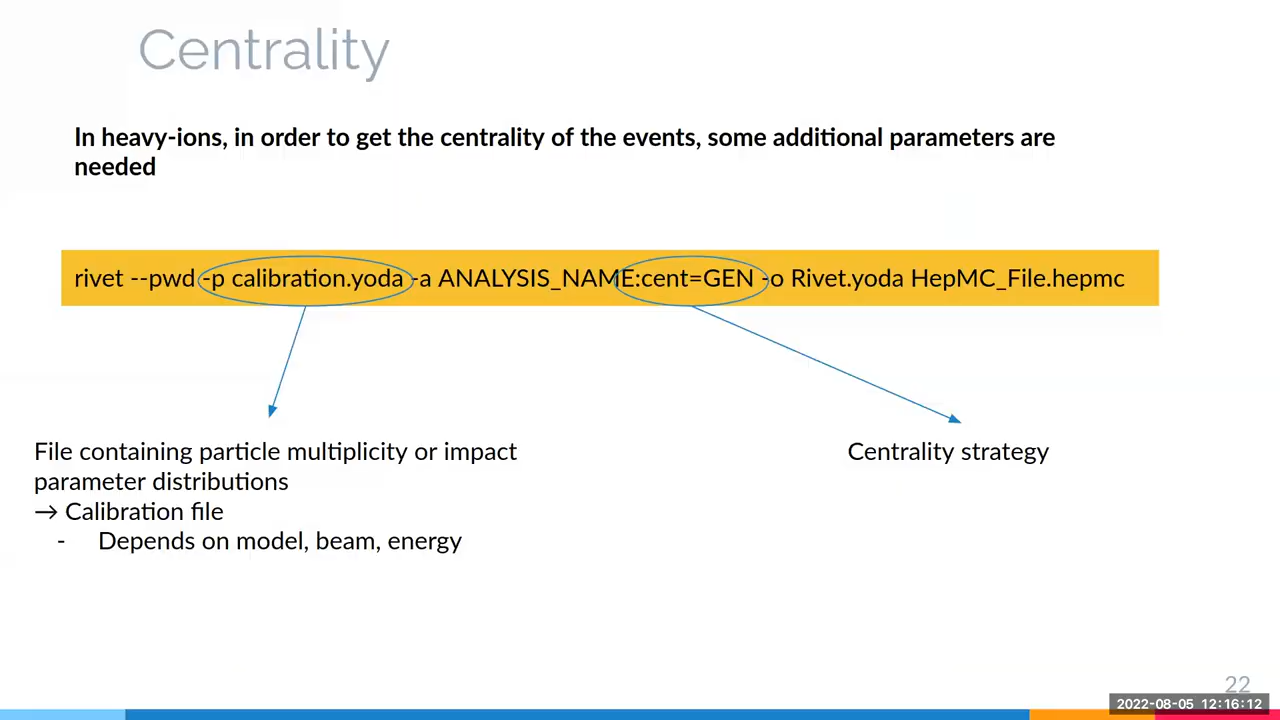 Centrality
In heavy-ions, in order to get the centrality of the events, some additional parameters are
needed
rivet --pwd -p calibration.yoda -a ANALYSIS_NAME:cent=GEN -o Rivet.yoda HepMC_File.hepmc
File containing particle multiplicity or impact
parameter distributions
→ Calibration file
- Depends on model, beam, energy
Centrality strategy
22
2022-08-05 12:16:12